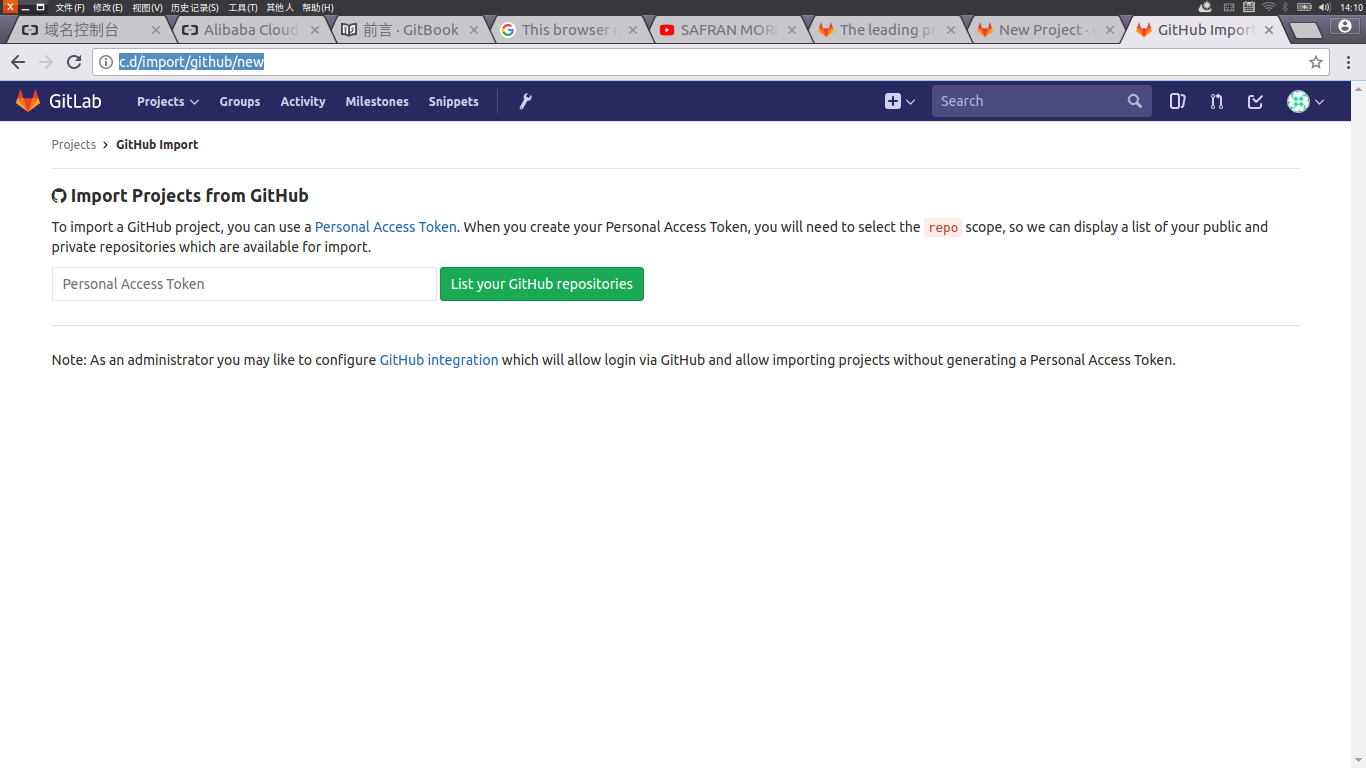 文件(F) 修改(E) 视图(V) 历史记录(S) 工具(T) 其他人 帮助(H) 14:10
域名控制台 Alibaba Cloud 前言 · GitBook This browser SAFRAN MORE The leading New Project · GitHub Import
c.d/import/github/new
GitLab Projects Groups Activity Milestones Snippets Search
Projects > GitHub Import
Import Projects from GitHub
To import a GitHub project, you can use a Personal Access Token. When you create your Personal Access Token, you will need to select the repo scope, so we can display a list of your public and
private repositories which are available for import.
Personal Access Token List your GitHub repositories
Note: As an administrator you may like to configure GitHub integration which will allow login via GitHub and allow importing projects without generating a Personal Access Token.